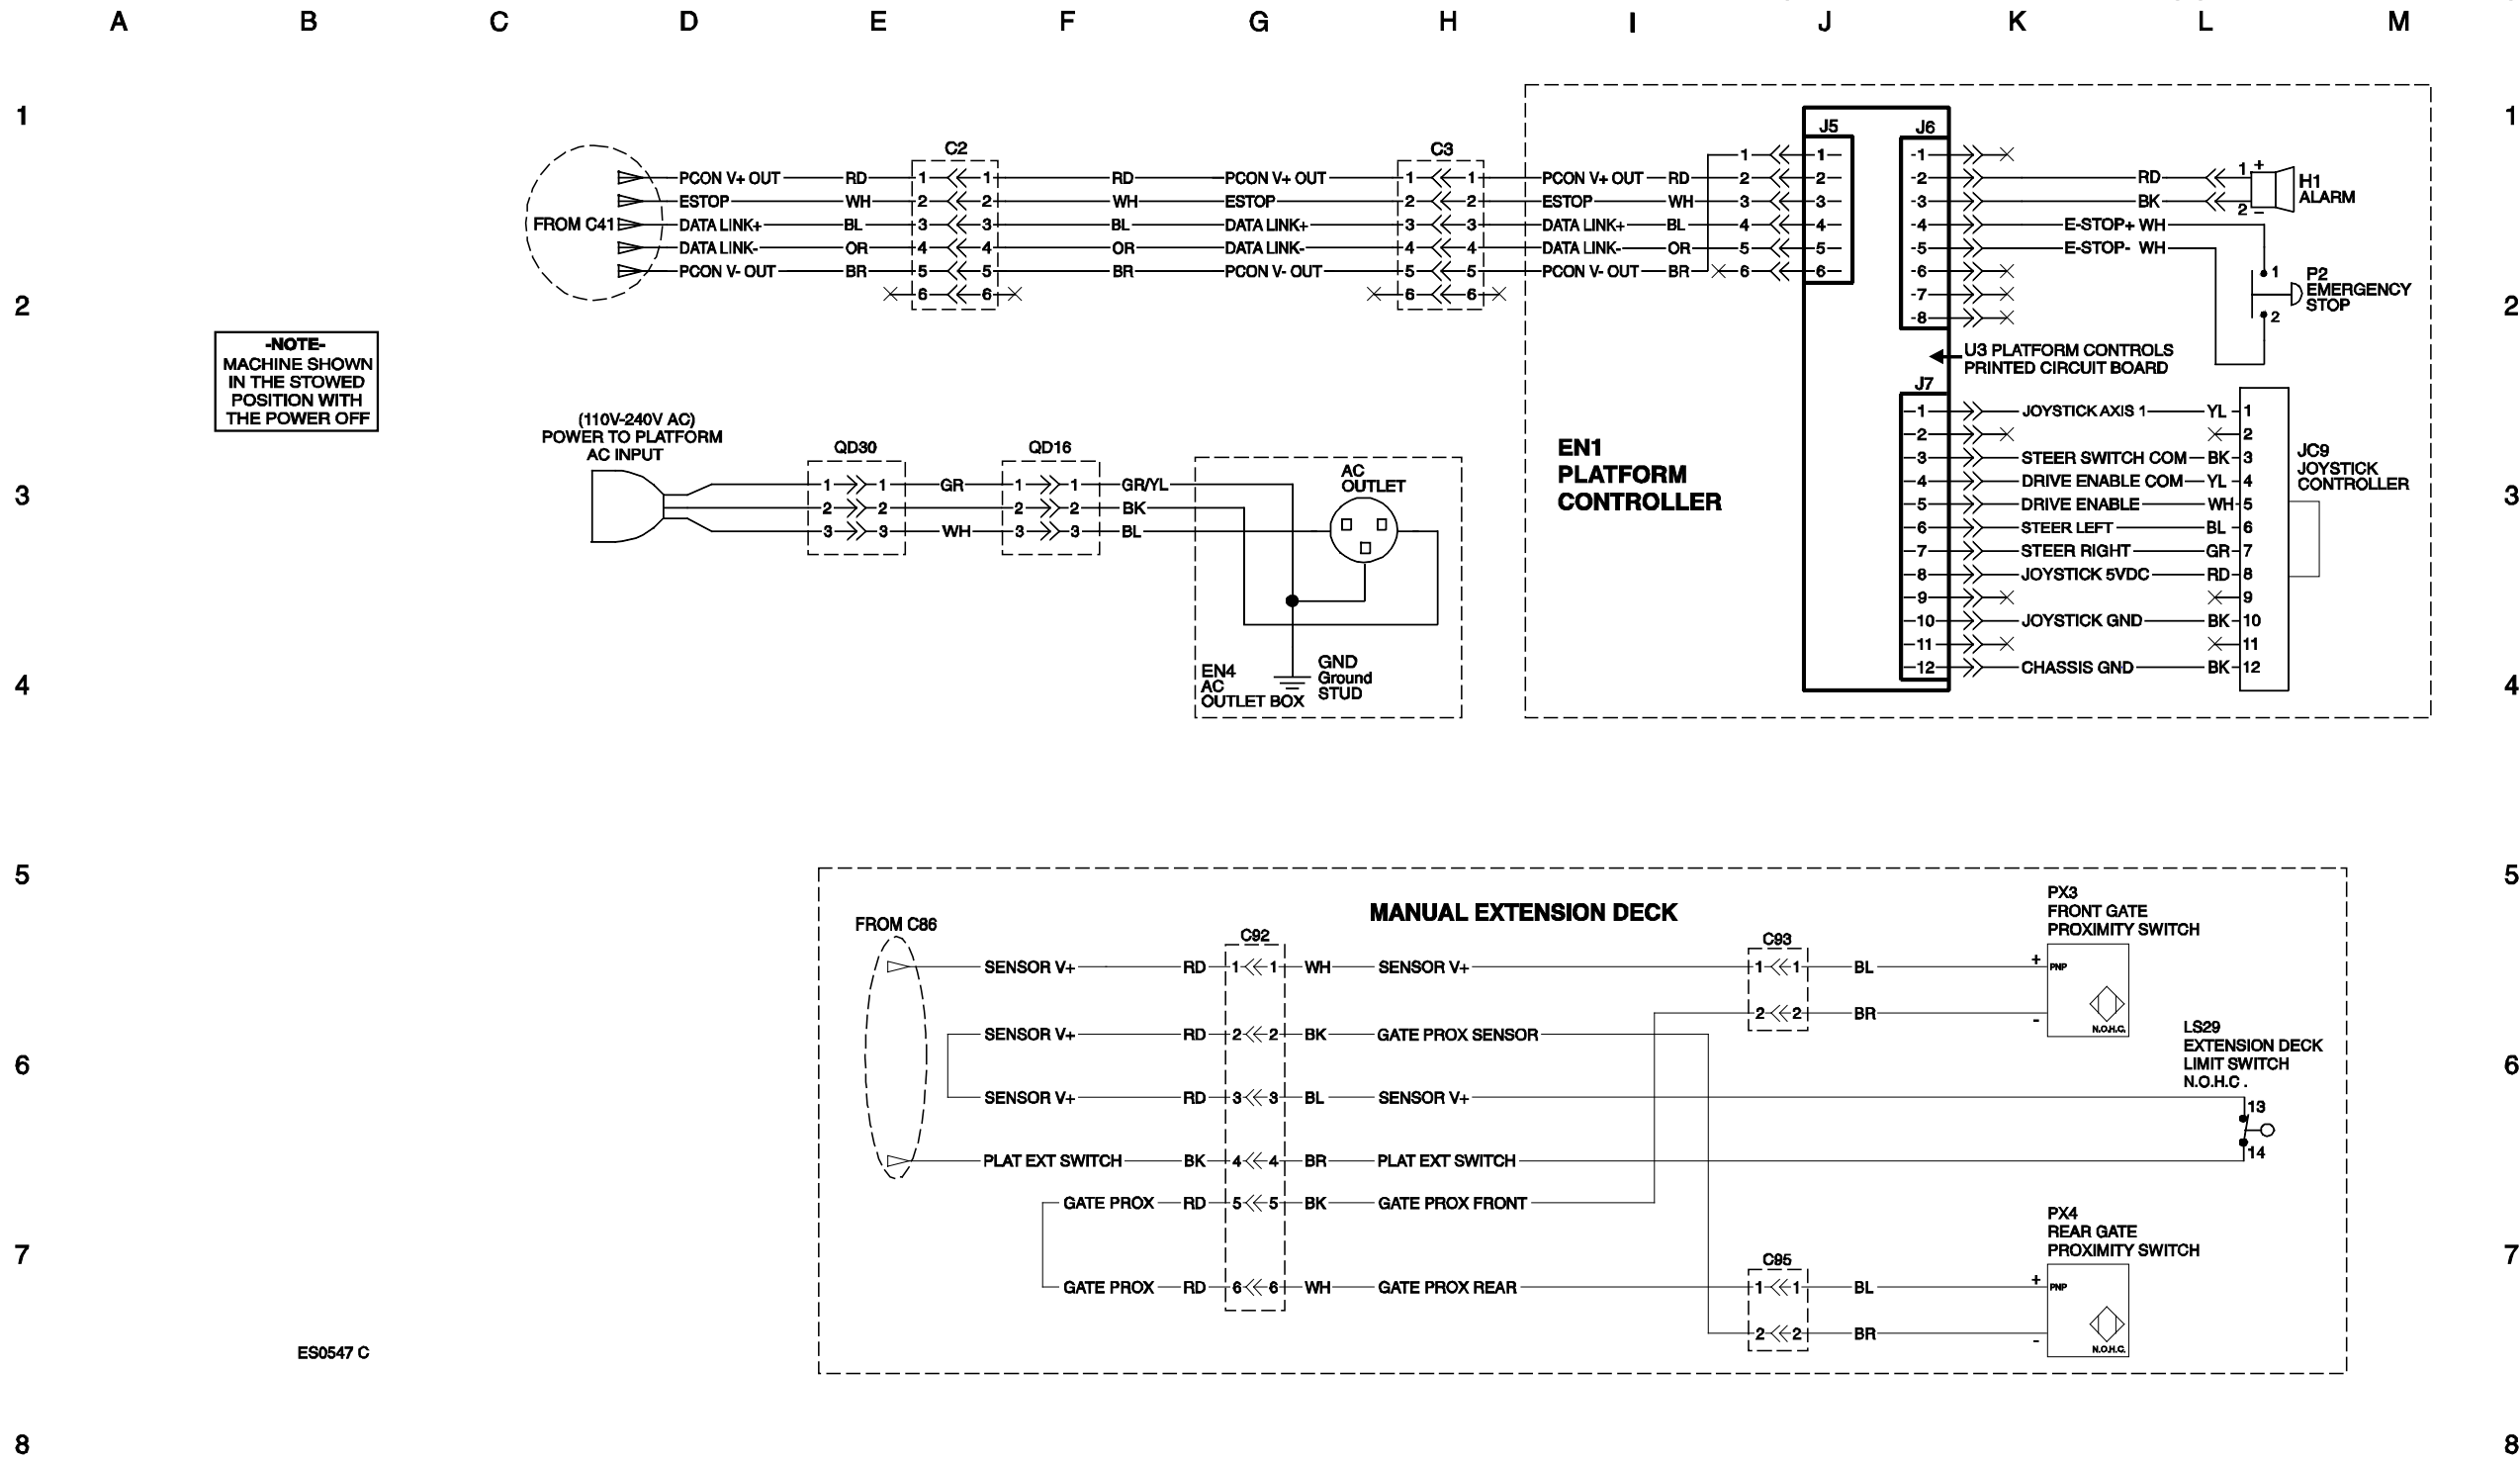 A B C D E F G H I J K L M
1 1
J5 J6
C2 C3
1 1 -1
PCON V+ OUT RD 1 1 RD PCON V+ OUT 1 1 PCON V+ OUT RD 2 2 -2 RD 1 + H1
ESTOP WH 2 2 WH ESTOP 2 2 ESTOP WH 3 3 -3 BK 2 - ALARM
FROM C41 DATA LINK+ BL 3 3 BL DATA LINK+ 3 3 DATA LINK+ BL 4 4 -4 E-STOP+ WH
DATA LINK- OR 4 4 OR DATA LINK- 4 4 DATA LINK- OR 5 5 -5 E-STOP- WH
PCON V- OUT BR 5 5 BR PCON V- OUT 5 5 PCON V- OUT BR 6 6 -6 1 P2
6 6 6 6 -7 EMERGENCY
2 STOP 2
-8 2
-NOTE-
MACHINE SHOWN
IN THE STOWED
POSITION WITH
THE POWER OFF
U3 PLATFORM CONTROLS
PRINTED CIRCUIT BOARD
J7
(110V-240V AC)
POWER TO PLATFORM
AC INPUT
QD30 QD16
1 1 GR 1 1 GR/YL
2 2 2 2 BK
3 3 WH 3 3 BL
AC
OUTLET
EN4
AC
OUTLET BOX
GND
Ground
STUD
EN1
PLATFORM
CONTROLLER
1 JOYSTICK AXIS 1 YL 1
2 2
3 STEER SWITCH COM BK 3
4 DRIVE ENABLE COM YL 4
5 DRIVE ENABLE WH 5
6 STEER LEFT BL 6
7 STEER RIGHT GR 7
8 JOYSTICK 5VDC RD 8
9 9
10 JOYSTICK GND BK 10
11 11
12 CHASSIS GND BK 12
JC9
JOYSTICK
CONTROLLER
3 3
4 4
5 5
MANUAL EXTENSION DECK
FROM C86
C92 C93
PX3
FRONT GATE
PROXIMITY SWITCH
SENSOR V+ RD 1 1 WH SENSOR V+ 1 1 BL + PNP
2 2 BR - N.O.H.C.
SENSOR V+ RD 2 2 BK GATE PROX SENSOR
LS29
EXTENSION DECK
LIMIT SWITCH
N.O.H.C .
6 6
SENSOR V+ RD 3 3 BL SENSOR V+ 13
PLAT EXT SWITCH BK 4 4 BR PLAT EXT SWITCH 14
GATE PROX RD 5 5 BK GATE PROX FRONT
PX4
REAR GATE
PROXIMITY SWITCH
7 7
C95
GATE PROX RD 6 6 WH GATE PROX REAR 1 1 BL + PNP
2 2 BR - N.O.H.C.
ES0547 C
8 8